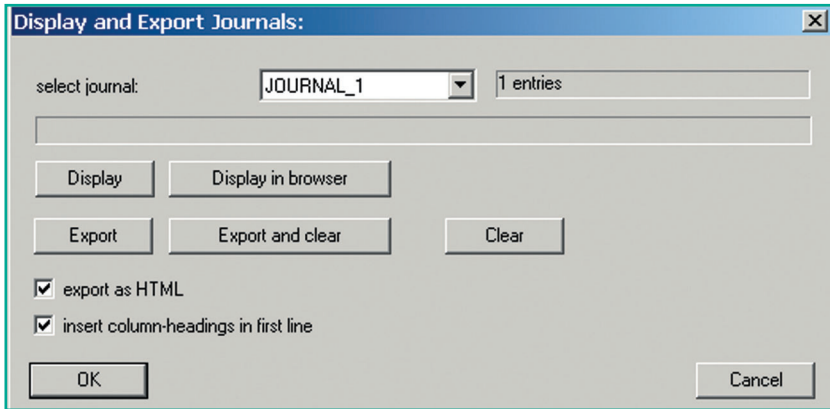 Display and Export Journals:
select journal: JOURNAL_1 1 entries
Display Display in browser
Export Export and clear Clear
export as HTML
insert column-headings in first line
OK Cancel